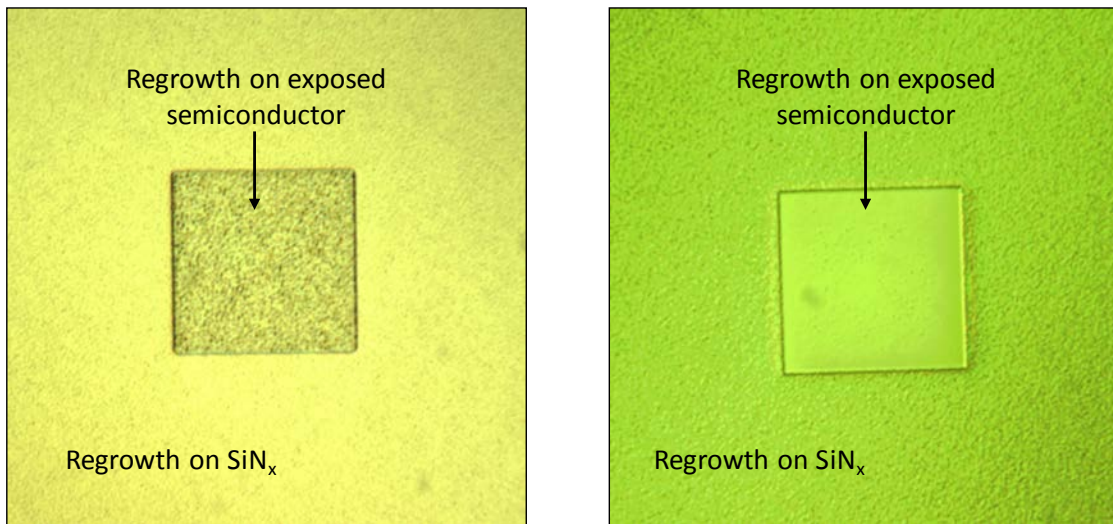 Regrowth on exposed
semiconductor
Regrowth on SiNₓ
Regrowth on exposed
semiconductor
Regrowth on SiNₓ